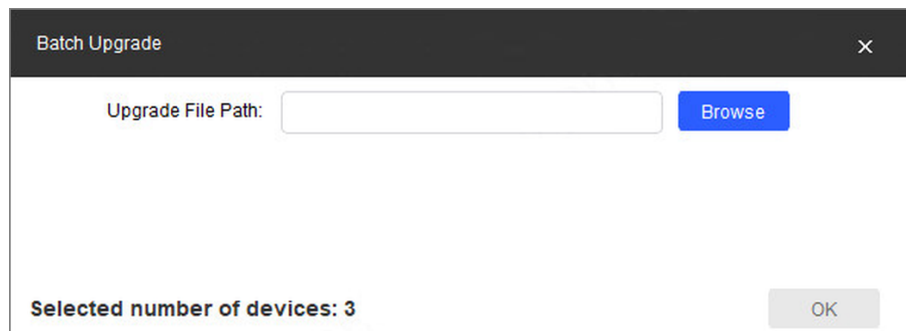 Batch Upgrade
Upgrade File Path:
Browse
Selected number of devices: 3
OK